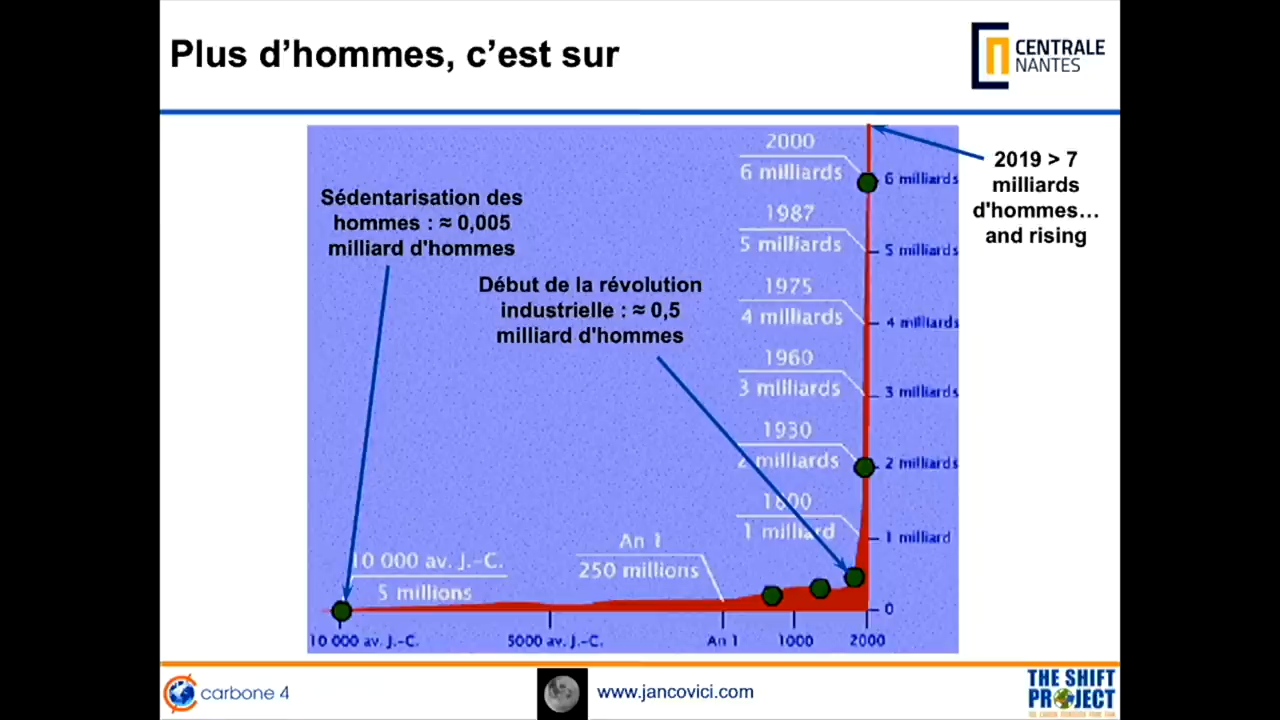 Plus d'hommes, c'est sur
CENTRALE
NANTES
2000
6 milliards
6 milliards
2019 > 7
milliards
d'hommes…
and rising
Sédentarisation des
hommes : ≈ 0,005
milliard d'hommes
1987
5 milliards
5 milliards
Début de la révolution
industrielle : ≈ 0,5
milliard d'hommes
1975
4 milliards
4 milliards
1960
3 milliards
3 milliards
1930
2 milliards
2 milliards
1800
1 milliard
1 milliard
An 1
250 millions
10 000 av. J.-C.
5 millions
0
10 000 av. J.-C.
5000 av. J.-C.
An 1
1000
2000
carbone 4
www.jancovici.com
THE SHIFT
PROJECT